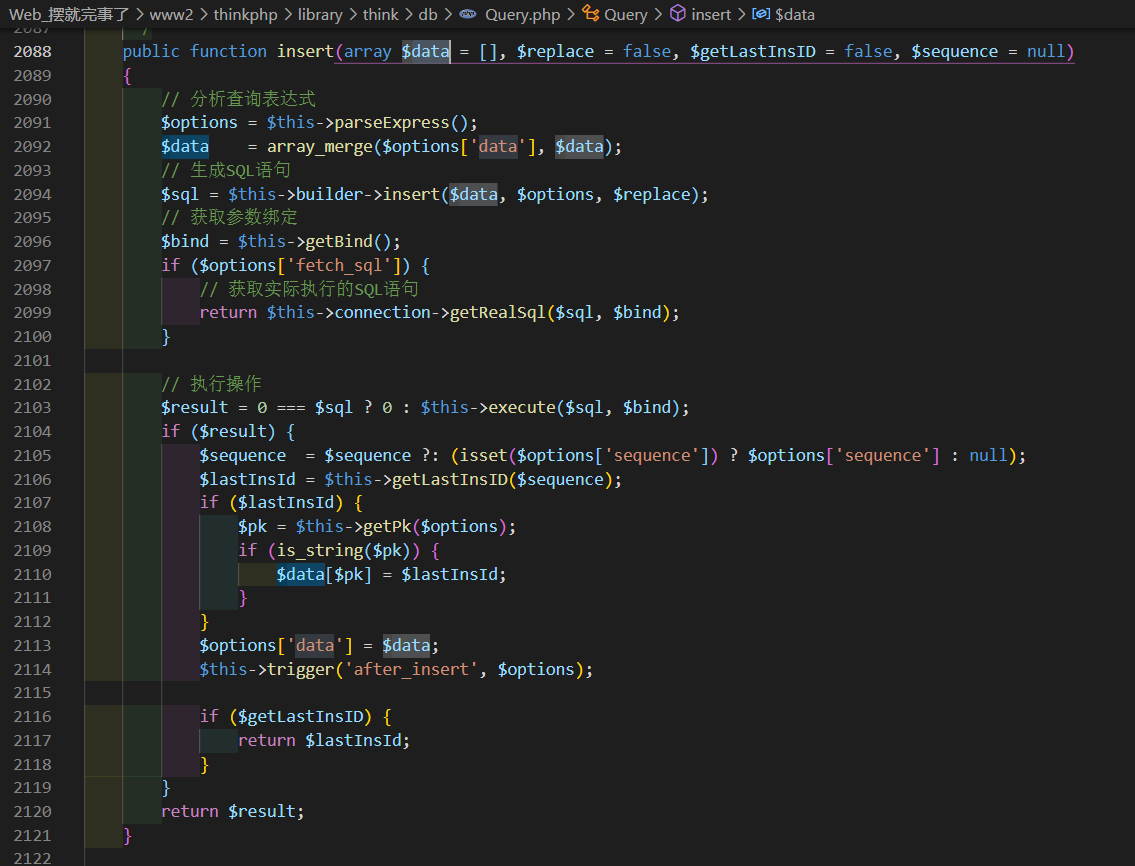 Web_摆就完事了 > www2 > thinkphp > library > think > db > Query.php > Query > insert > $data
2087 */
2088 public function insert(array $data = [], $replace = false, $getLastInsID = false, $sequence = null)
2089 {
2090 // 分析查询表达式
2091 $options = $this->parseExpress();
2092 $data    = array_merge($options['data'], $data);
2093 // 生成SQL语句
2094 $sql = $this->builder->insert($data, $options, $replace);
2095 // 获取参数绑定
2096 $bind = $this->getBind();
2097 if ($options['fetch_sql']) {
2098 // 获取实际执行的SQL语句
2099 return $this->connection->getRealSql($sql, $bind);
2100 }
2101
2102 // 执行操作
2103 $result = 0 === $sql ? 0 : $this->execute($sql, $bind);
2104 if ($result) {
2105 $sequence  = $sequence ?: (isset($options['sequence']) ? $options['sequence'] : null);
2106 $lastInsId = $this->getLastInsID($sequence);
2107 if ($lastInsId) {
2108 $pk = $this->getPk($options);
2109 if (is_string($pk)) {
2110 $data[$pk] = $lastInsId;
2111 }
2112 }
2113 $options['data'] = $data;
2114 $this->trigger('after_insert', $options);
2115
2116 if ($getLastInsID) {
2117 return $lastInsId;
2118 }
2119 }
2120 return $result;
2121 }
2122